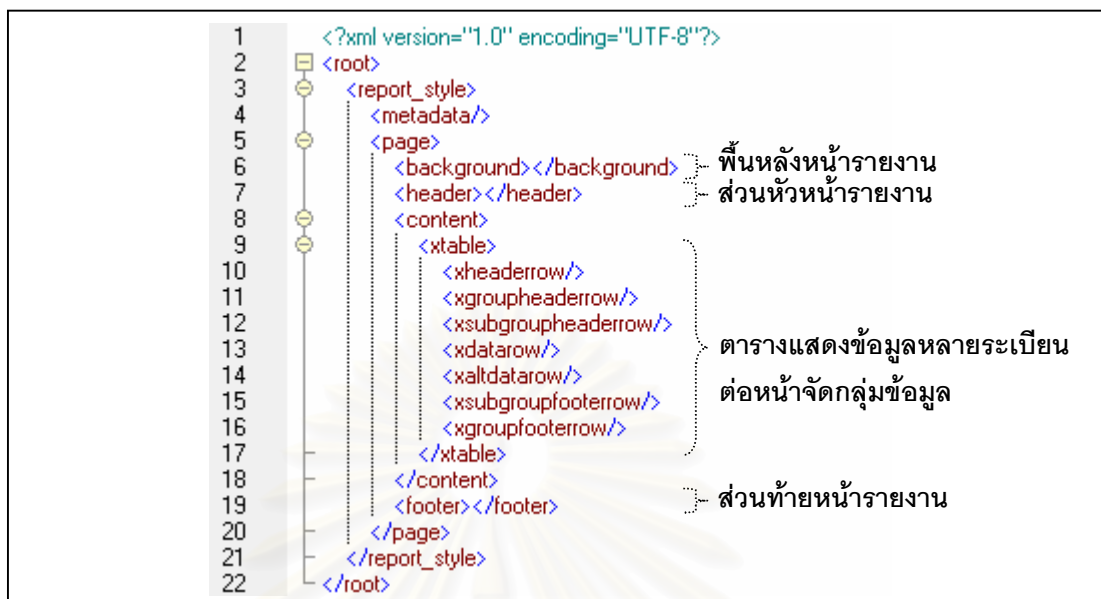 1 <?xml version="1.0" encoding="UTF-8"?>
2 <root>
3 <report_style>
4 <metadata/>
5 <page>
6 <background></background> พื้นหลังหน้ารายงาน
7 <header></header> ส่วนหัวหน้ารายงาน
8 <content>
9 <xtable>
10 <xheaderrow/>
11 <xgroupheaderrow/>
12 <xsubgroupheaderrow/>
13 <xdatarow/> ตารางแสดงข้อมูลหลายระเบียน
14 <xaltdatarow/> ต่อหน้าจัดกลุ่มข้อมูล
15 <xsubgroupfooterrow/>
16 <xgroupfooterrow/>
17 </xtable>
18 </content>
19 <footer></footer> ส่วนท้ายหน้ารายงาน
20 </page>
21 </report_style>
22 </root>